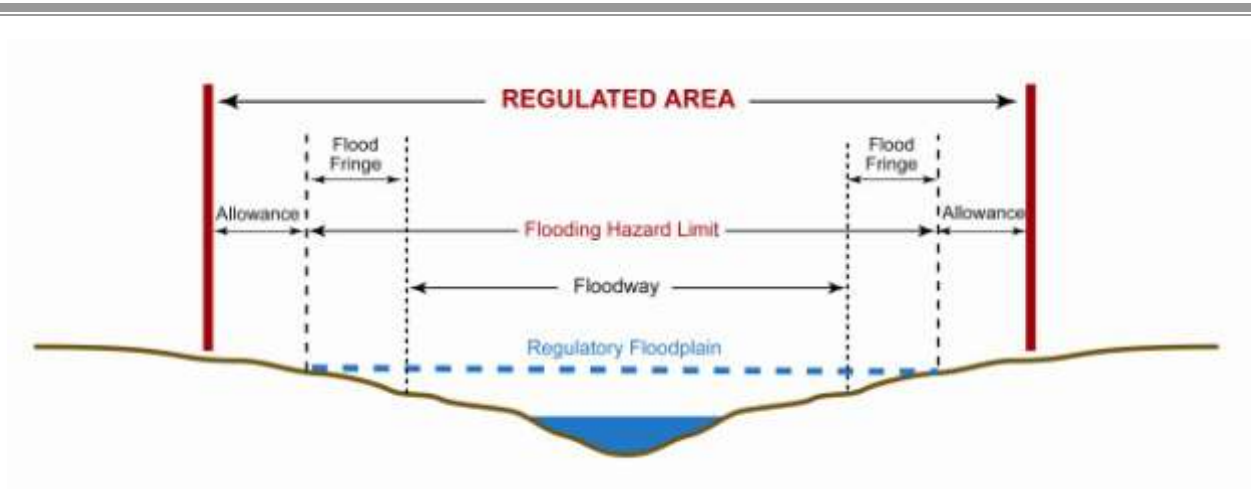 REGULATED AREA
Flood
Fringe
Flood
Fringe
Allowance
Flooding Hazard Limit
Allowance
Floodway
Regulatory Floodplain